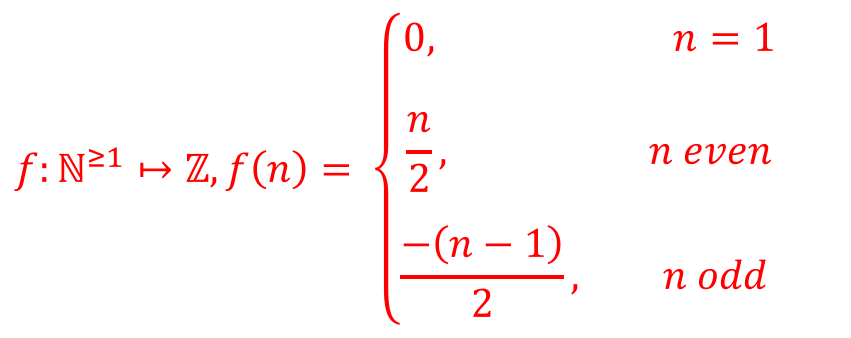 f: ℕ≥1 ↦ ℤ, f(n) = { 0, n = 1
n/2, n even
−(n − 1)/2, n odd